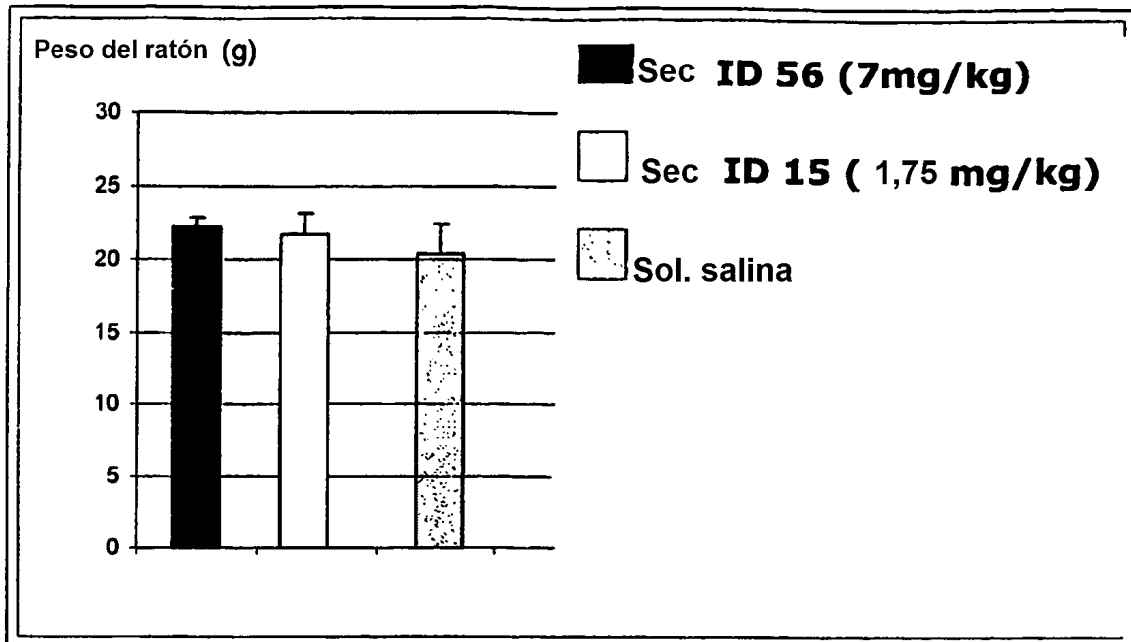 Peso del ratón (g)
30
25
20
15
10
5
0
Sec ID 56 (7mg/kg)
Sec ID 15 ( 1,75 mg/kg)
Sol. salina